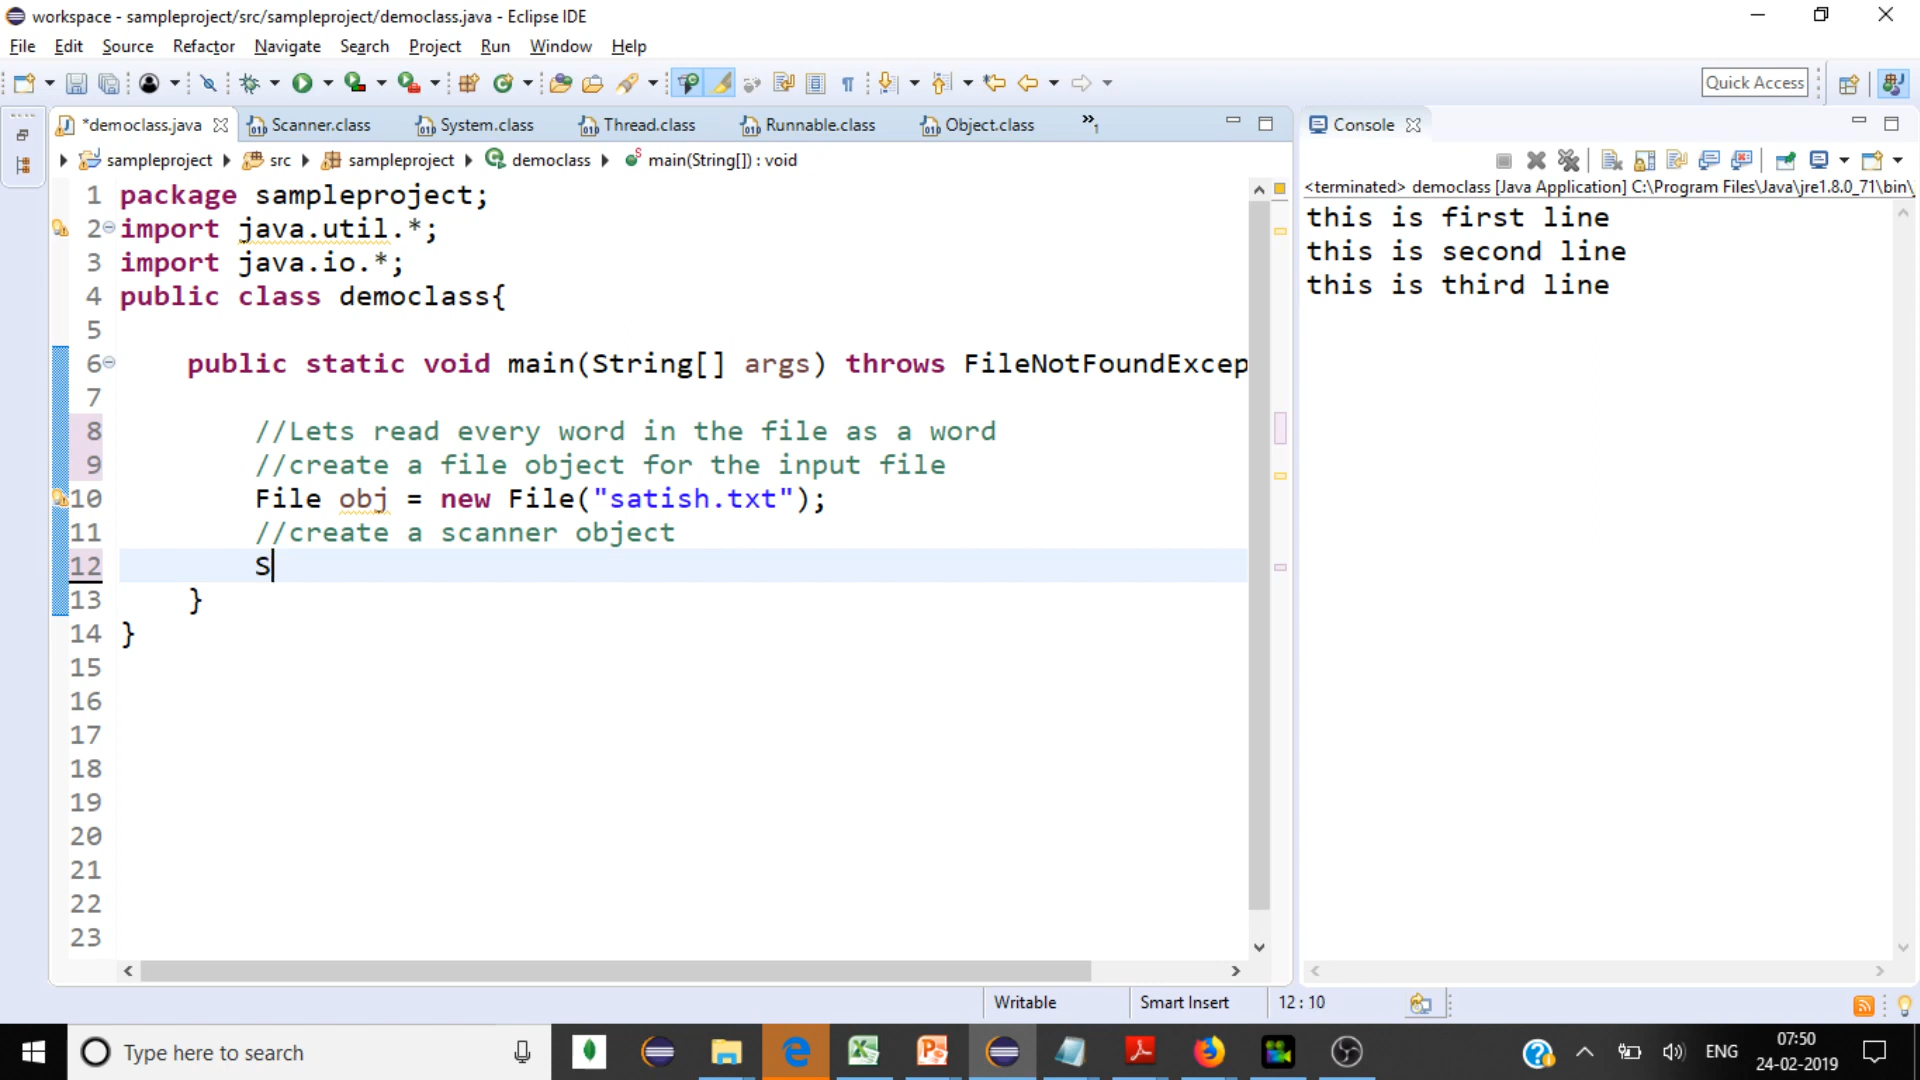 workspace - sampleproject/src/sampleproject/democlass.java - Eclipse IDE
File Edit Source Refactor Navigate Search Project Run Window Help
Quick Access
*democlass.java Scanner.class System.class Thread.class Runnable.class Object.class »1
Console
sampleproject src sampleproject democlass main(String[]) : void
<terminated> democlass [Java Application] C:\Program Files\Java\jre1.8.0_71\bin\
1 package sampleproject;
2 import java.util.*;
3 import java.io.*;
4 public class democlass{
5
6 public static void main(String[] args) throws FileNotFoundExcep
7
8 //Lets read every word in the file as a word
9 //create a file object for the input file
10 File obj = new File("satish.txt");
11 //create a scanner object
12 S
13 }
14 }
15
16
17
18
19
20
21
22
23
this is first line
this is second line
this is third line
Writable Smart Insert 12 : 10
Type here to search
ENG
07:50
24-02-2019